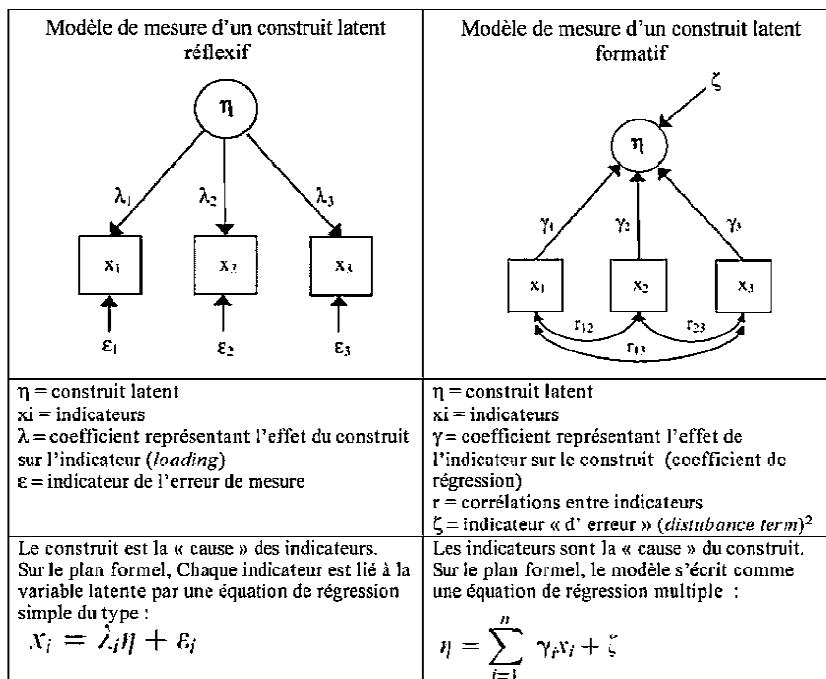 Modèle de mesure d'un construit latent
réflexif
η
λ₁
λ₂
λ₃
x₁
x₂
x₃
ε₁
ε₂
ε₃
η = construit latent
xi = indicateurs
λ = coefficient représentant l'effet du construit
sur l'indicateur (loading)
ε = indicateur de l'erreur de mesure
Le construit est la « cause » des indicateurs.
Sur le plan formel, Chaque indicateur est lié à la
variable latente par une équation de régression
simple du type :
xᵢ = λᵢη + εᵢ
Modèle de mesure d'un construit latent
formatif
ζ
η
γ₁
γ₂
γ₃
x₁
x₂
x₃
r₁₂
r₂₃
r₁₃
η = construit latent
xi = indicateurs
γ = coefficient représentant l'effet de
l'indicateur sur le construit (coefficient de
régression)
r = corrélations entre indicateurs
ζ = indicateur « d' erreur » (distubance term)²
Les indicateurs sont la « cause » du construit.
Sur le plan formel, le modèle s'écrit comme
une équation de régression multiple :
n
η = ∑ γᵢxᵢ + ζ
i=1